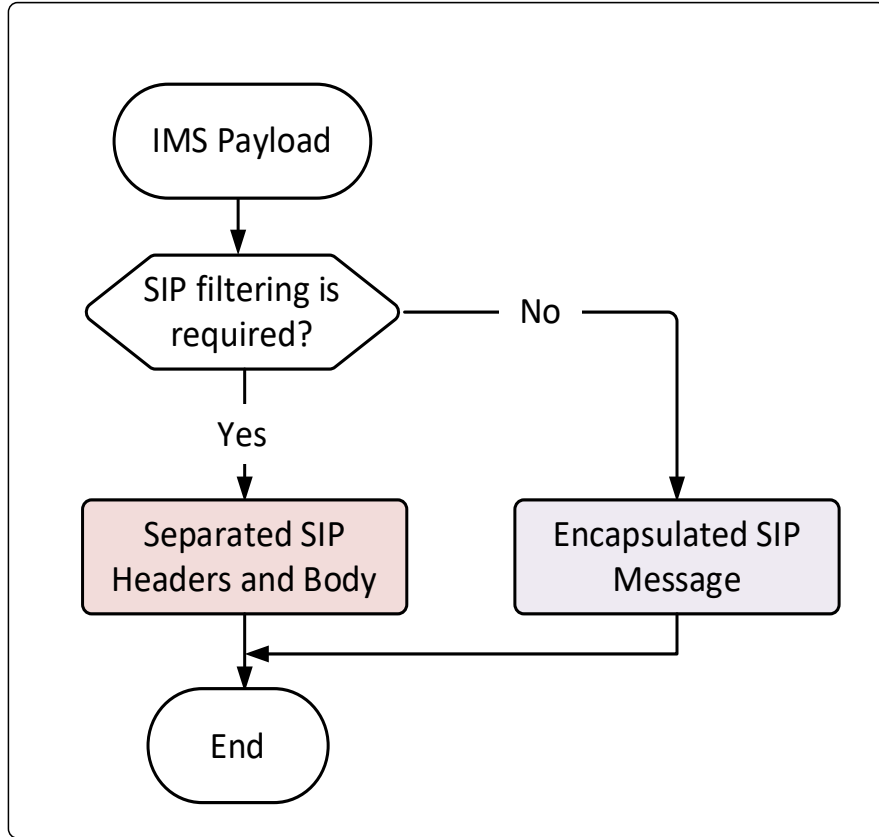 IMS Payload
SIP filtering is
required?
No
Yes
Separated SIP
Headers and Body
Encapsulated SIP
Message
End